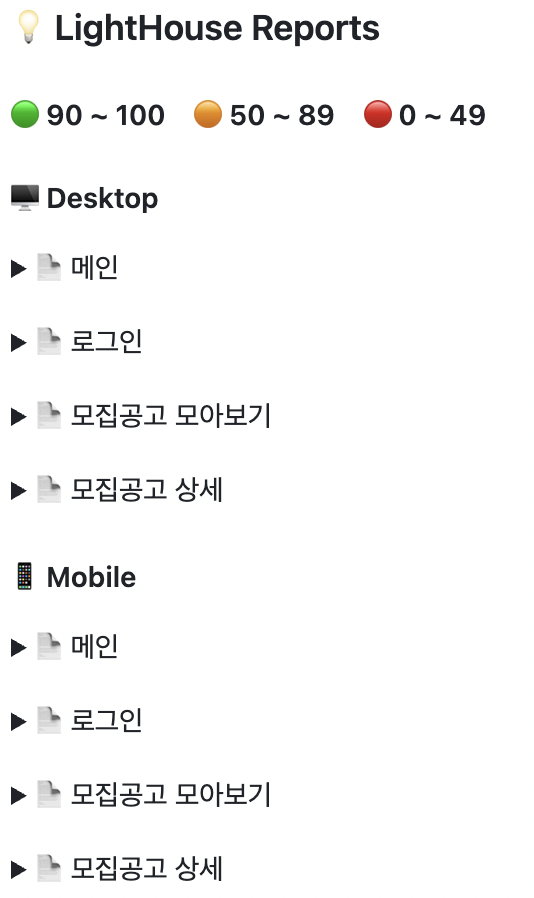 💡 LightHouse Reports
🟢 90 ~ 100 🟠 50 ~ 89 🔴 0 ~ 49
🖥️ Desktop
▶ 📄 메인
▶ 📄 로그인
▶ 📄 모집공고 모아보기
▶ 📄 모집공고 상세
📱 Mobile
▶ 📄 메인
▶ 📄 로그인
▶ 📄 모집공고 모아보기
▶ 📄 모집공고 상세